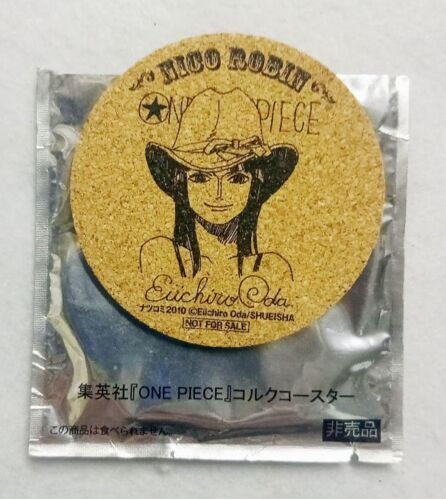 NICO ROBIN
ONE PIECE
Eiichiro Oda
ナツコミ2010 ©Eiichiro Oda/SHUEISHA
NOT FOR SALE
集英社『ONE PIECE』コルクコースター
この商品は食べられません。
非売品